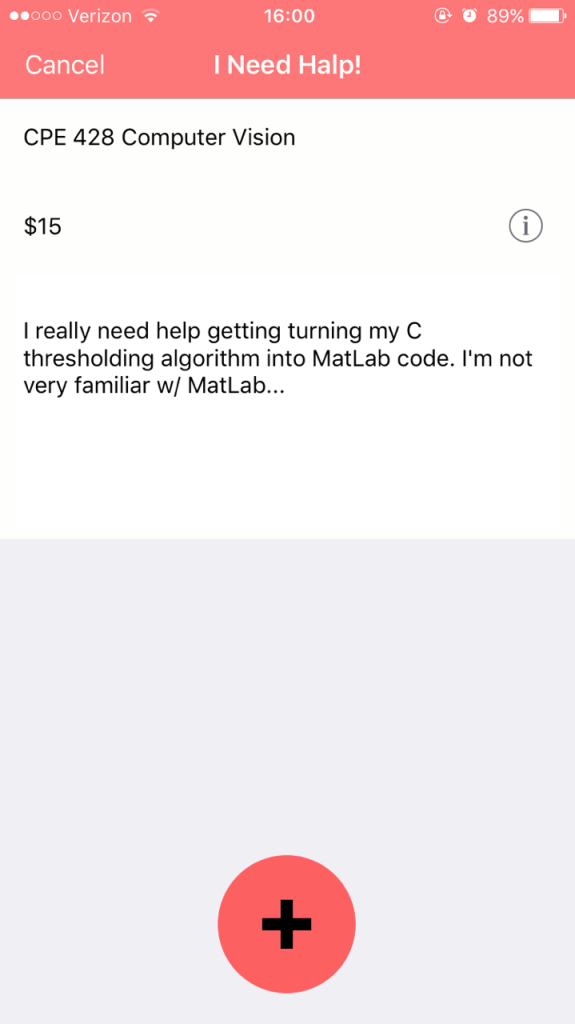 Verizon 16:00 89%
Cancel I Need Halp!
CPE 428 Computer Vision
$15
I really need help getting turning my C
thresholding algorithm into MatLab code. I'm not
very familiar w/ MatLab...